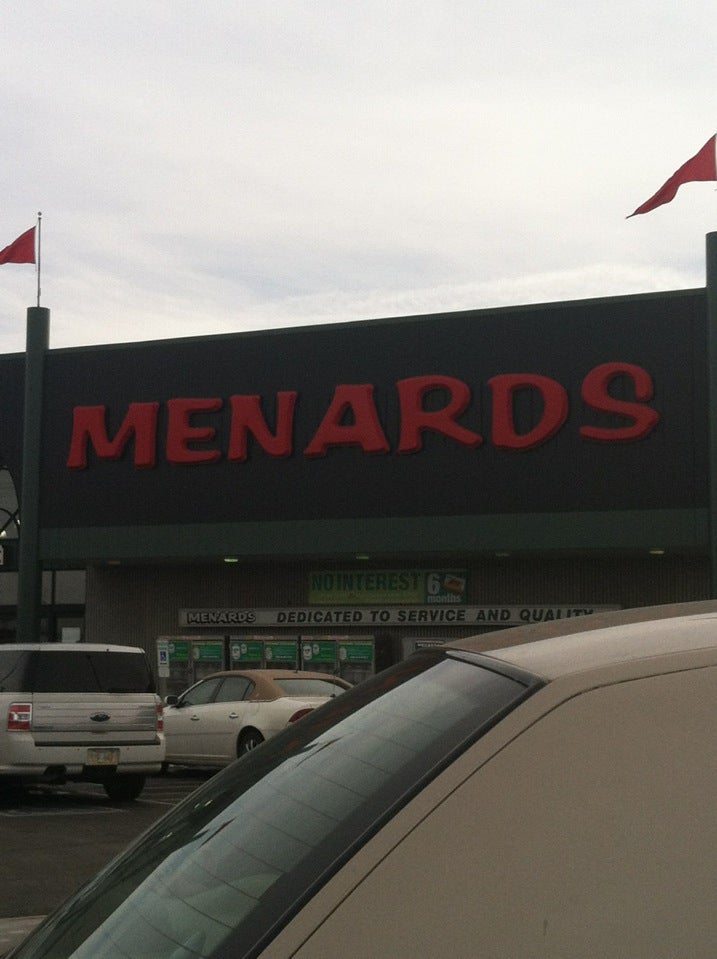 MENARDS
NO INTEREST 6
months
MENARDS DEDICATED TO SERVICE AND QUALITY